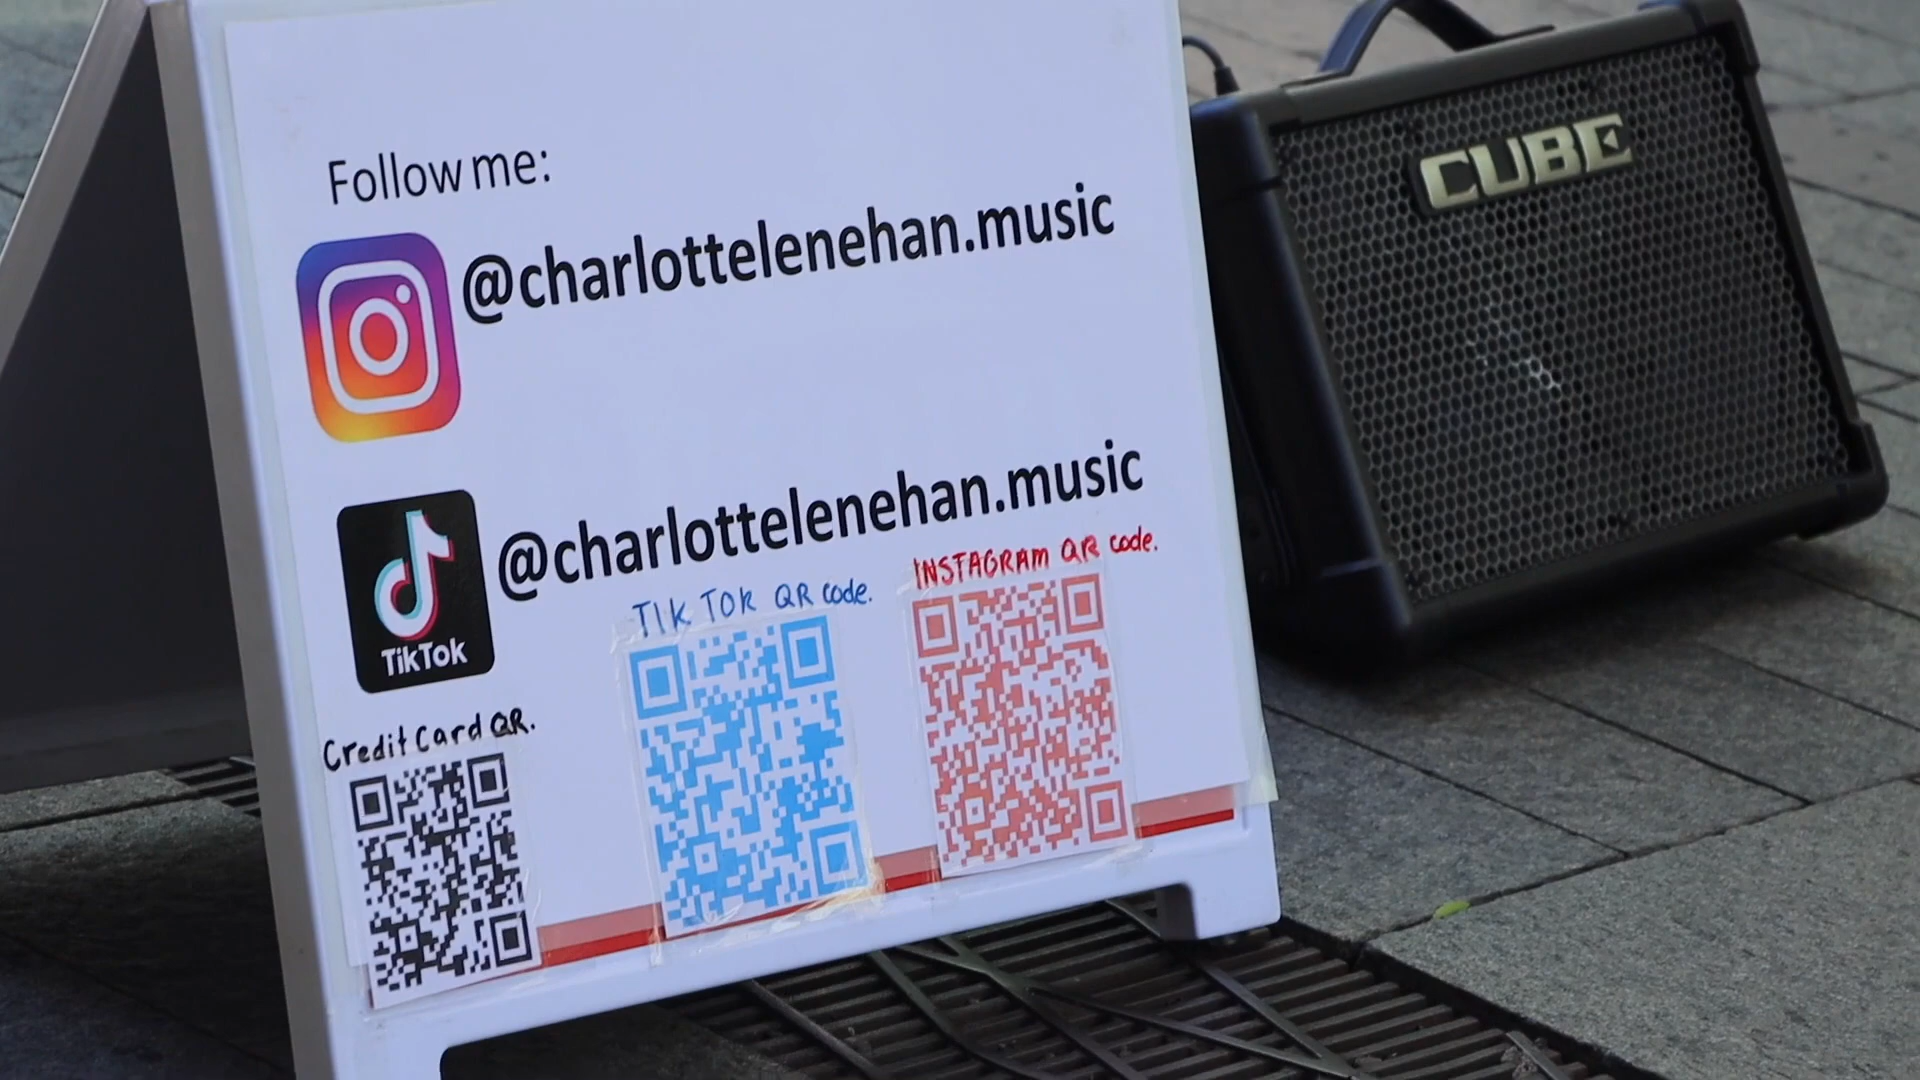 Follow me:
@charlottelenehan.music
@charlottelenehan.music
TikTok
INSTAGRAM QR code.
TIK TOK QR code.
Credit Card QR.
CUBE